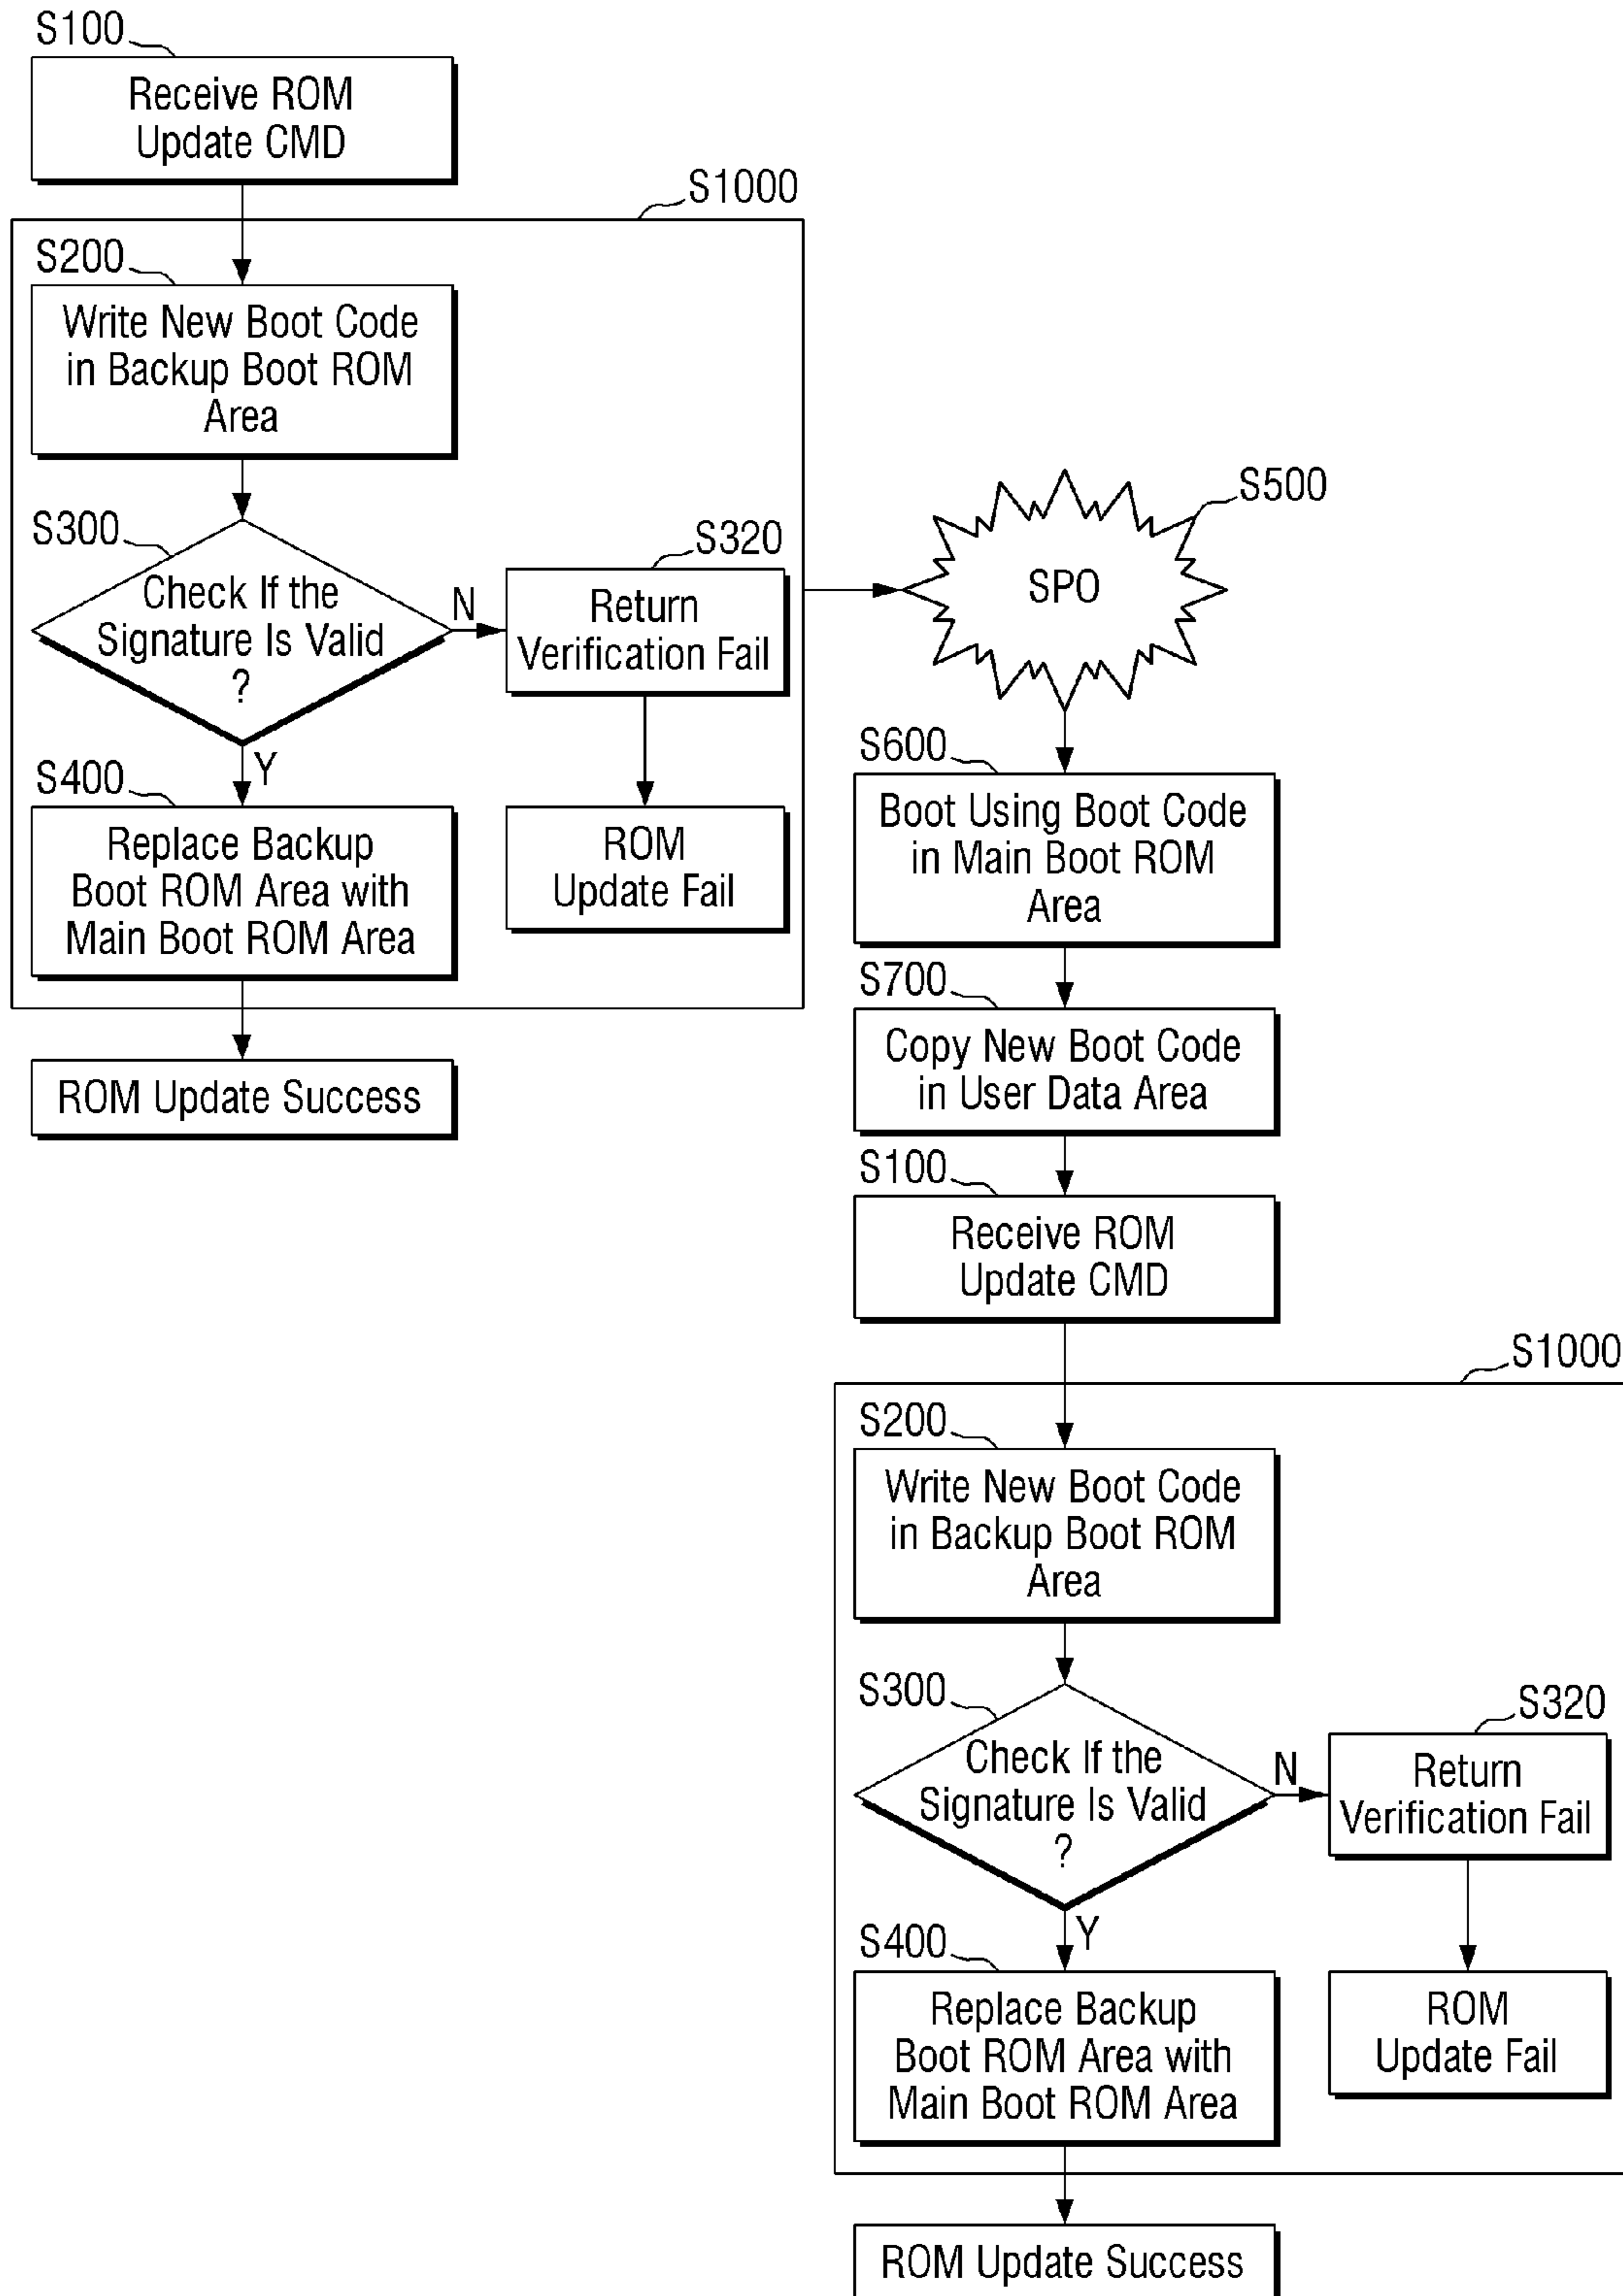 S100
Receive ROM
Update CMD
S1000
S200
Write New Boot Code
in Backup Boot ROM
Area
S300
Check If the
Signature Is Valid
?
N
S320
Return
Verification Fail
Y
S400
Replace Backup
Boot ROM Area with
Main Boot ROM Area
ROM
Update Fail
ROM Update Success
S500
SPO
S600
Boot Using Boot Code
in Main Boot ROM
Area
S700
Copy New Boot Code
in User Data Area
S100
Receive ROM
Update CMD
S1000
S200
Write New Boot Code
in Backup Boot ROM
Area
S300
Check If the
Signature Is Valid
?
N
S320
Return
Verification Fail
Y
S400
Replace Backup
Boot ROM Area with
Main Boot ROM Area
ROM
Update Fail
ROM Update Success